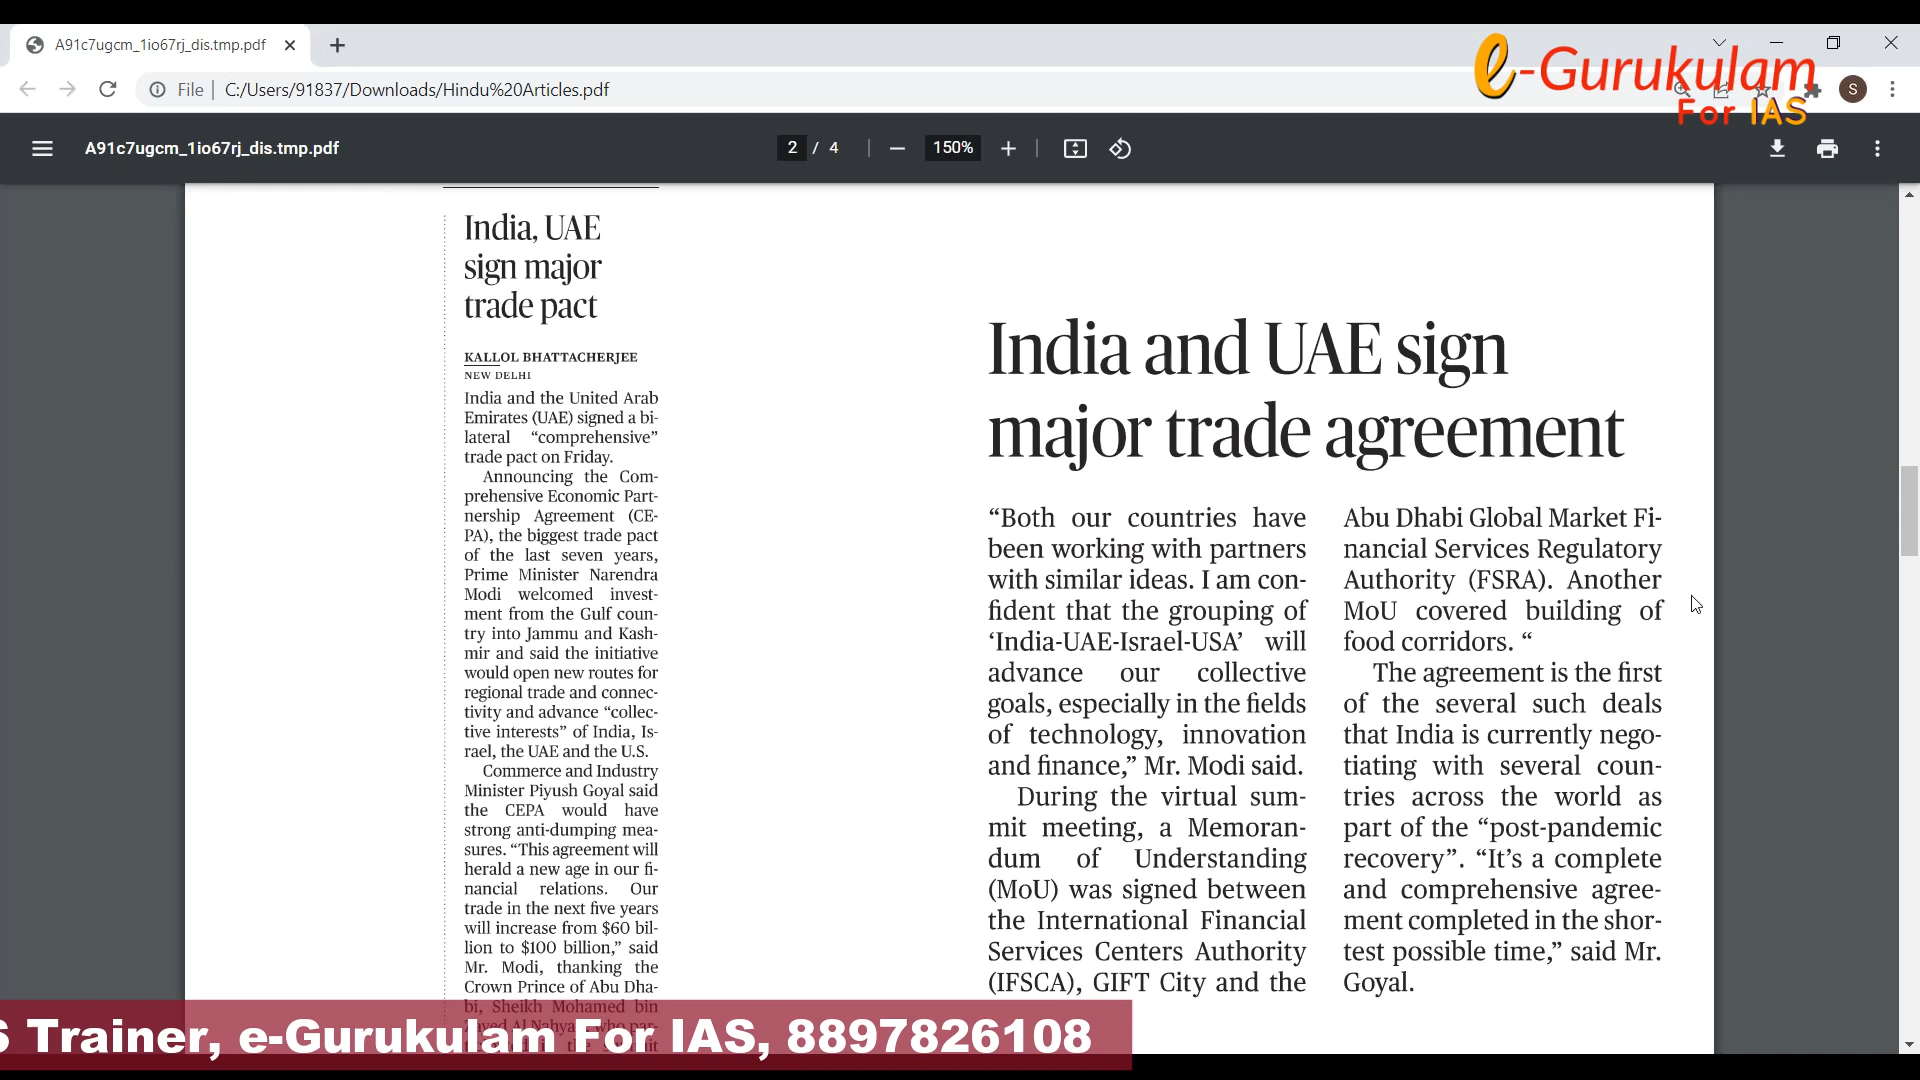 A91c7ugcm_1io67rj_dis.tmp.pdf
File
C:/Users/91837/Downloads/Hindu%20Articles.pdf
S
e-Gurukulam
For IAS
A91c7ugcm_1io67rj_dis.tmp.pdf
2 / 4
150%
India, UAE
sign major
trade pact
KALLOL BHATTACHERJEE
NEW DELHI
India and the United Arab
Emirates (UAE) signed a bi-
lateral "comprehensive"
trade pact on Friday.
Announcing the Com-
prehensive Economic Part-
nership Agreement (CE-
PA), the biggest trade pact
of the last seven years,
Prime Minister Narendra
Modi welcomed invest-
ment from the Gulf coun-
try into Jammu and Kash-
mir and said the initiative
would open new routes for
regional trade and connec-
tivity and advance "collec-
tive interests" of India, Is-
rael, the UAE and the U.S.
Commerce and Industry
Minister Piyush Goyal said
the CEPA would have
strong anti-dumping mea-
sures. "This agreement will
herald a new age in our fi-
nancial relations. Our
trade in the next five years
will increase from $60 bil-
lion to $100 billion," said
Mr. Modi, thanking the
Crown Prince of Abu Dha-
bi, Sheikh Mohamed bin
India and UAE sign
major trade agreement
"Both our countries have
been working with partners
with similar ideas. I am con-
fident that the grouping of
'India-UAE-Israel-USA' will
advance our collective
goals, especially in the fields
of technology, innovation
and finance," Mr. Modi said.
During the virtual sum-
mit meeting, a Memoran-
dum of Understanding
(MoU) was signed between
the International Financial
Services Centers Authority
(IFSCA), GIFT City and the
Abu Dhabi Global Market Fi-
nancial Services Regulatory
Authority (FSRA). Another
MoU covered building of
food corridors. "
The agreement is the first
of the several such deals
that India is currently nego-
tiating with several coun-
tries across the world as
part of the "post-pandemic
recovery". "It's a complete
and comprehensive agree-
ment completed in the shor-
test possible time," said Mr.
Goyal.
S Trainer, e-Gurukulam For IAS, 8897826108